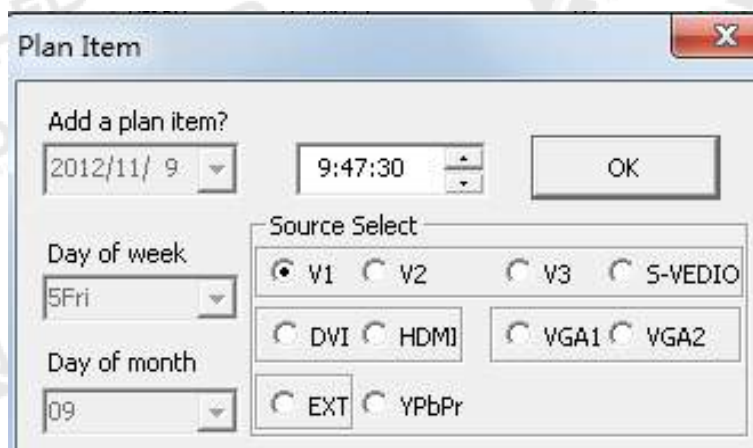 Plan Item
X
Add a plan item?
2012/11/ 9
9:47:30
OK
Source Select
Day of week
V1 V2 V3 S-VEDIO
5Fri
DVI HDMI VGA1 VGA2
Day of month
09
EXT YPbPr